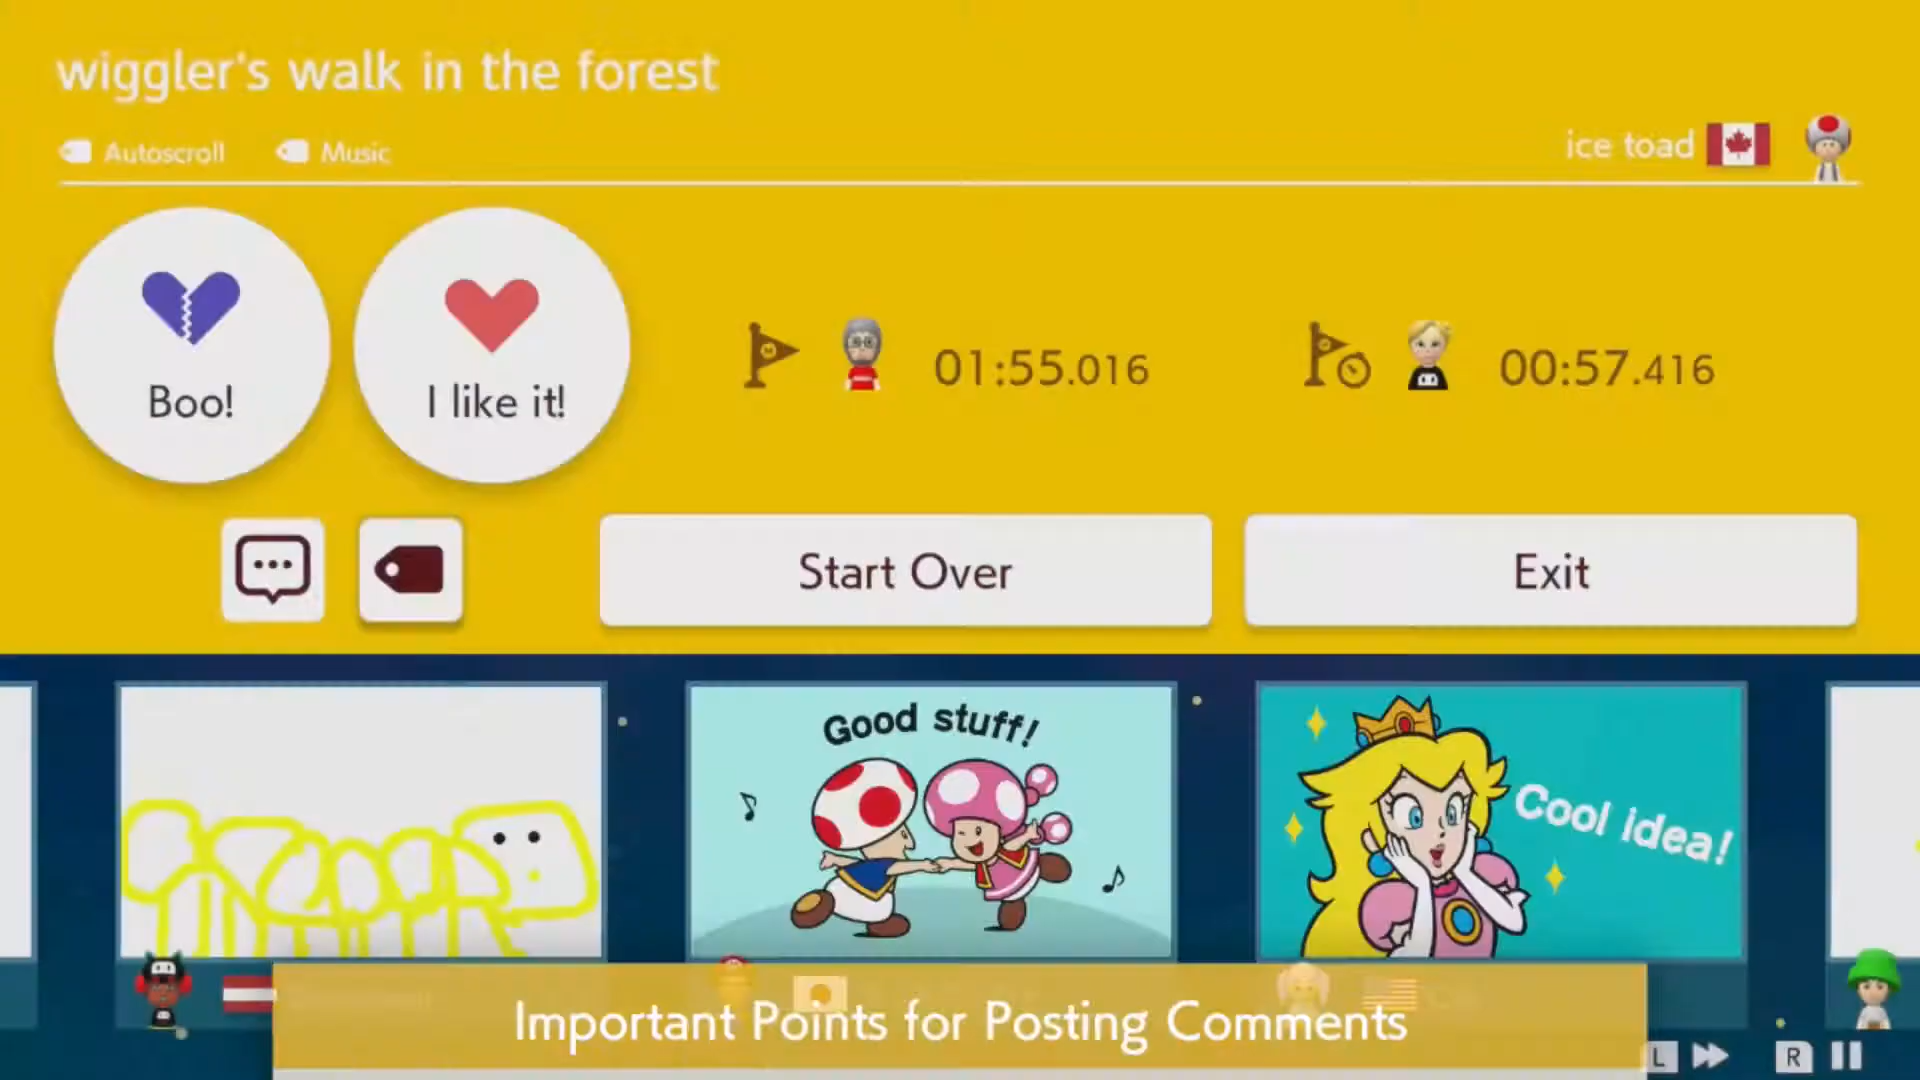 wiggler's walk in the forest
Autoscroll
Music
ice toad
Boo!
I like it!
01:55.016
00:57.416
Start Over
Exit
Good stuff!
Cool idea!
Important Points for Posting Comments
L
R